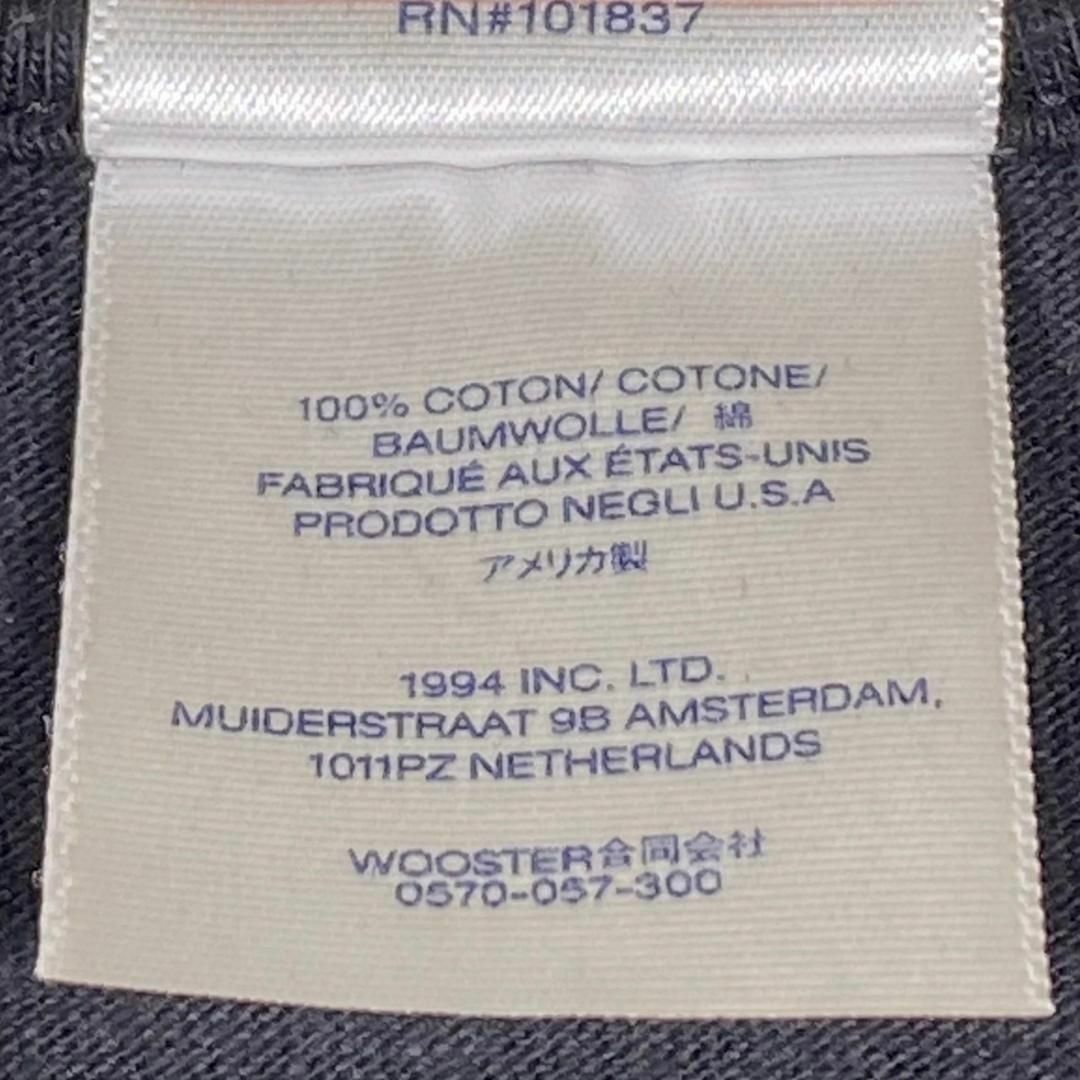 RN#101837
100% COTON/ COTONE/
BAUMWOLLE/ 綿
FABRIQUÉ AUX ÉTATS-UNIS
PRODOTTO NEGLI U.S.A
アメリカ製
1994 INC. LTD.
MUIDERSTRAAT 9B AMSTERDAM,
1011PZ NETHERLANDS
WOOSTER合同会社
0570-057-300